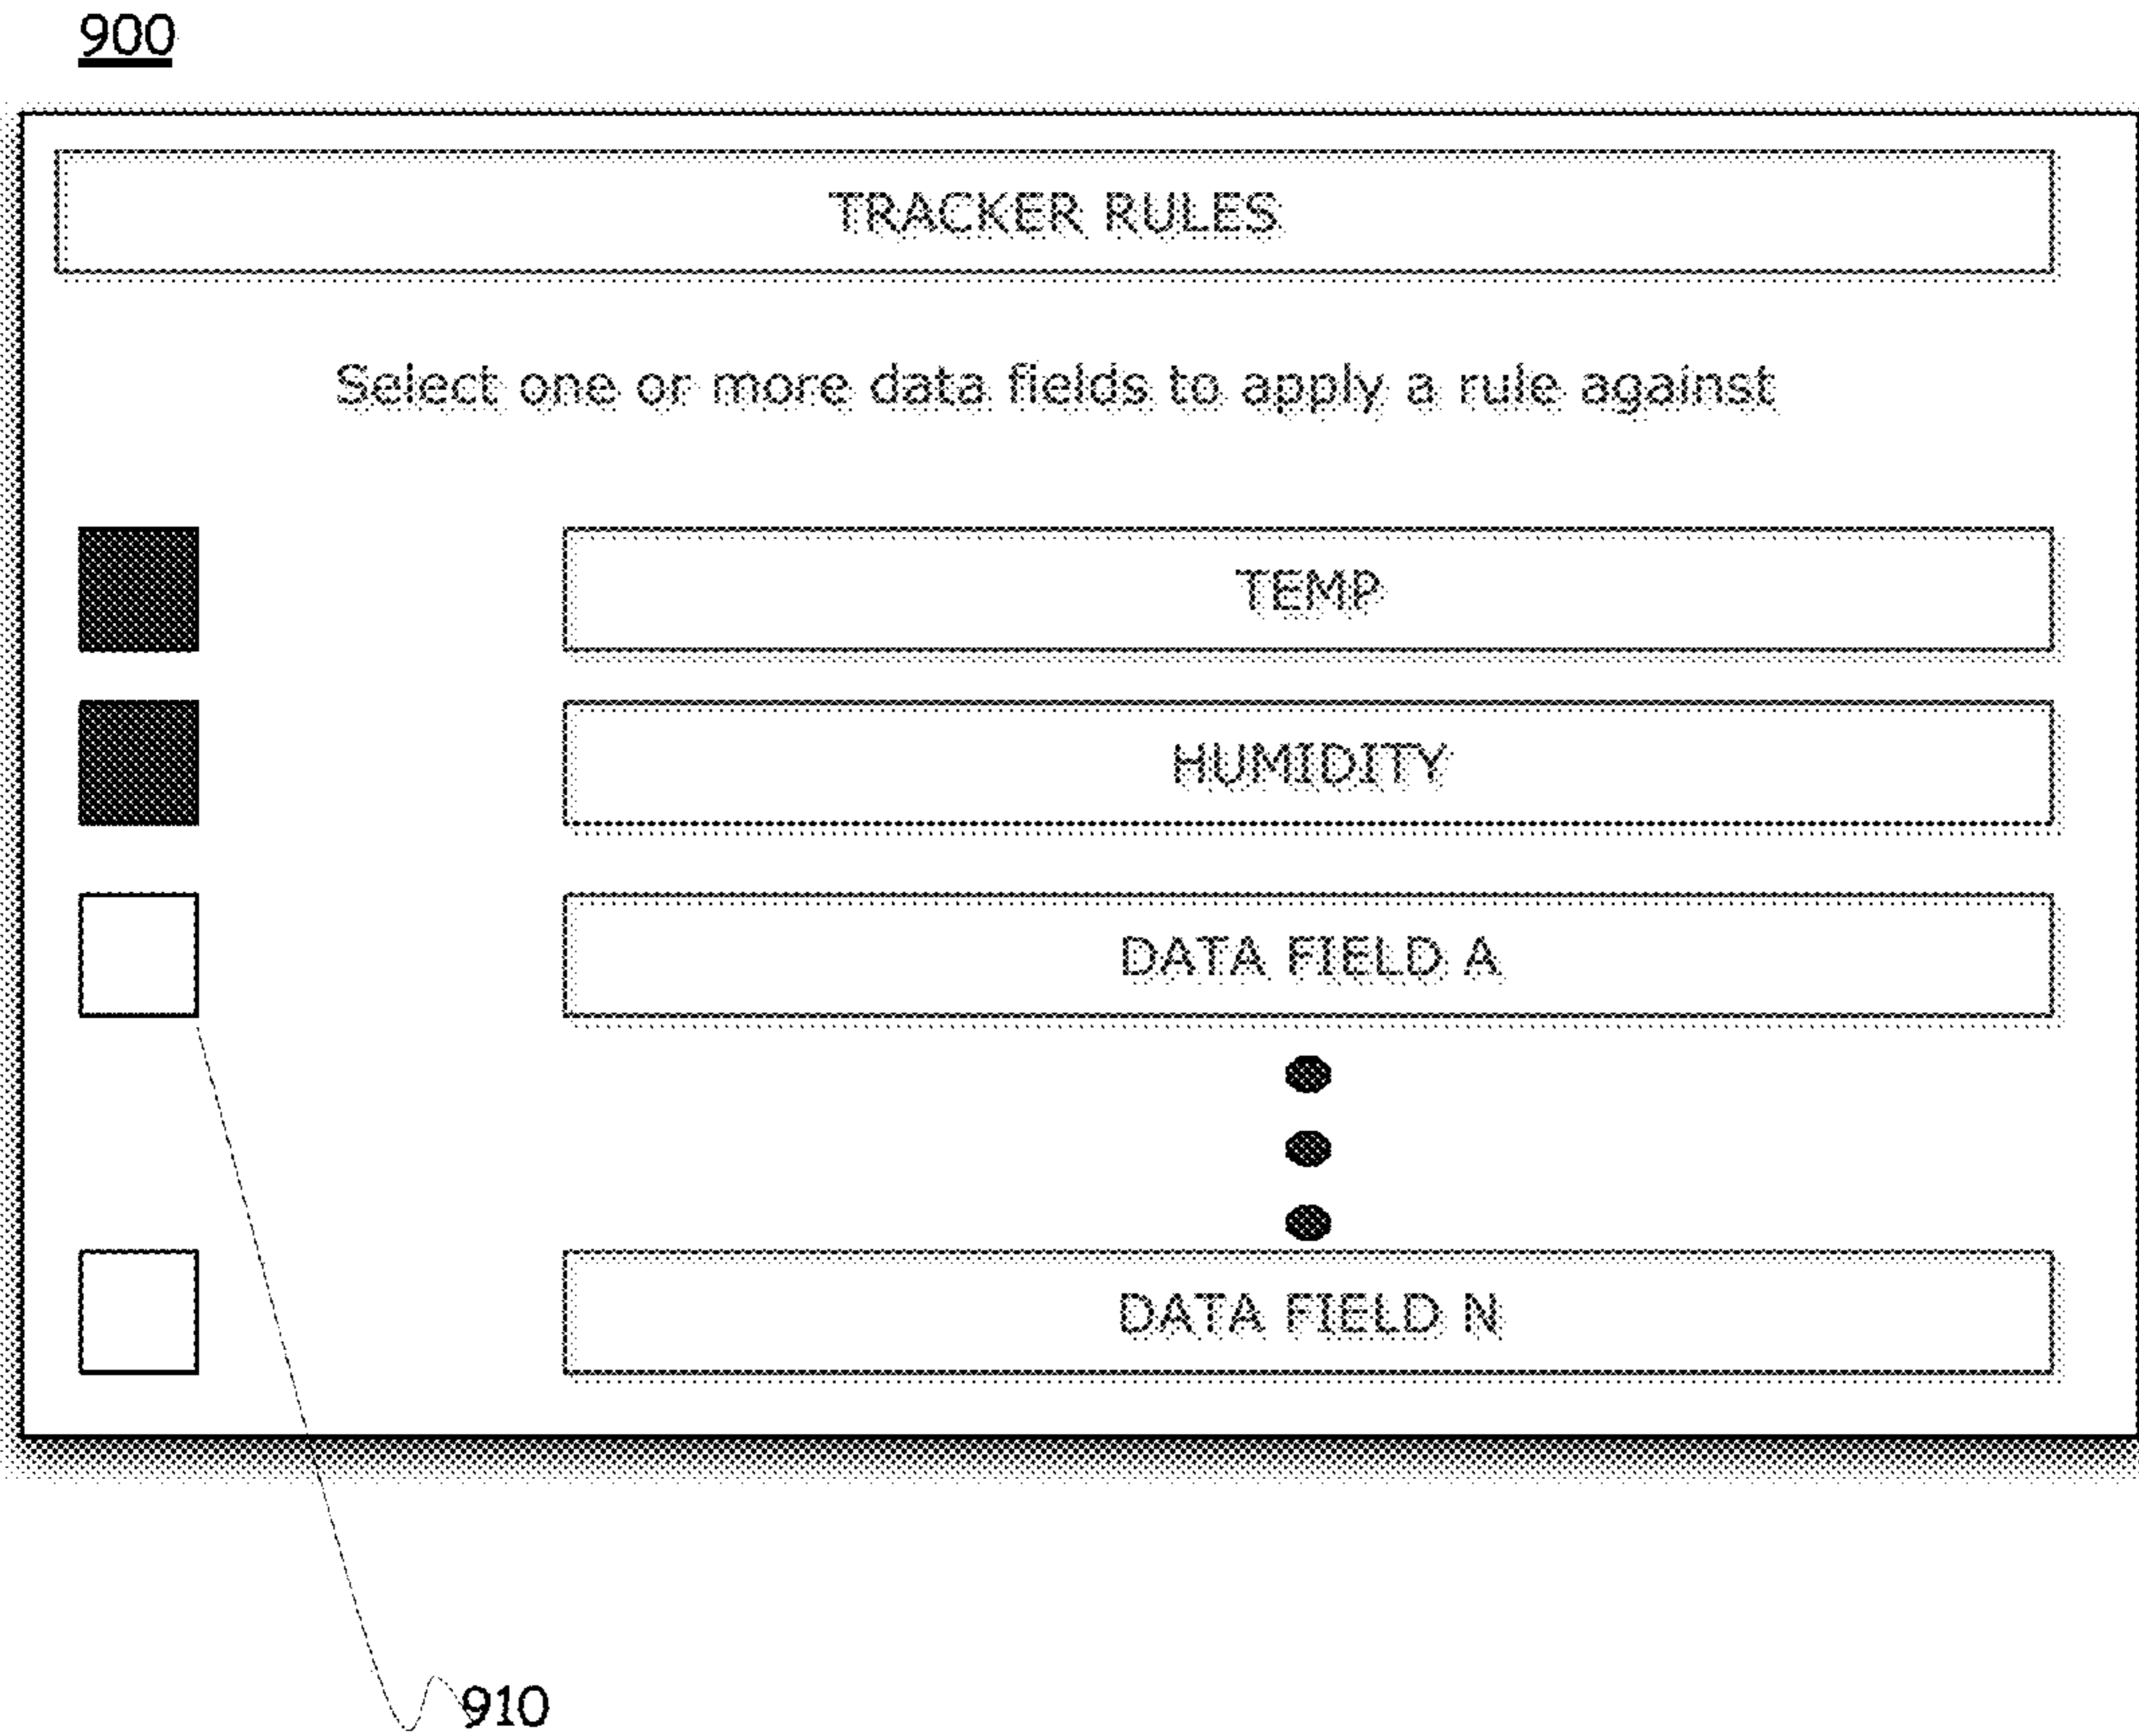 900
TRACKER RULES
Select one or more data fields to apply a rule against
TEMP
HUMIDITY
DATA FIELD A
DATA FIELD N
910